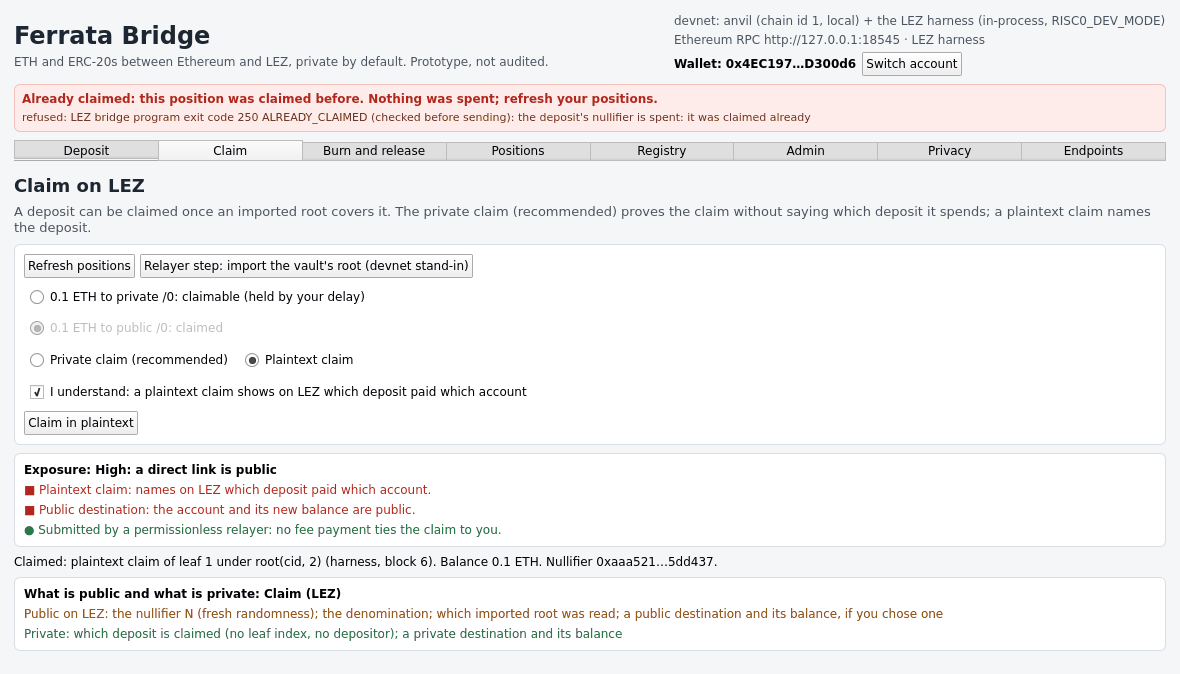 Ferrata Bridge
ETH and ERC-20s between Ethereum and LEZ, private by default. Prototype, not audited.
devnet: anvil (chain id 1, local) + the LEZ harness (in-process, RISC0_DEV_MODE)
Ethereum RPC http://127.0.0.1:18545 · LEZ harness
Wallet: 0x4EC197…D300d6 Switch account
Already claimed: this position was claimed before. Nothing was spent; refresh your positions.
refused: LEZ bridge program exit code 250 ALREADY_CLAIMED (checked before sending): the deposit's nullifier is spent: it was claimed already
Deposit Claim Burn and release Positions Registry Admin Privacy Endpoints
Claim on LEZ
A deposit can be claimed once an imported root covers it. The private claim (recommended) proves the claim without saying which deposit it spends; a plaintext claim names
the deposit.
Refresh positions Relayer step: import the vault's root (devnet stand-in)
0.1 ETH to private /0: claimable (held by your delay)
0.1 ETH to public /0: claimed
Private claim (recommended) Plaintext claim
I understand: a plaintext claim shows on LEZ which deposit paid which account
Claim in plaintext
Exposure: High: a direct link is public
Plaintext claim: names on LEZ which deposit paid which account.
Public destination: the account and its new balance are public.
Submitted by a permissionless relayer: no fee payment ties the claim to you.
Claimed: plaintext claim of leaf 1 under root(cid, 2) (harness, block 6). Balance 0.1 ETH. Nullifier 0xaaa521…5dd437.
What is public and what is private: Claim (LEZ)
Public on LEZ: the nullifier N (fresh randomness); the denomination; which imported root was read; a public destination and its balance, if you chose one
Private: which deposit is claimed (no leaf index, no depositor); a private destination and its balance